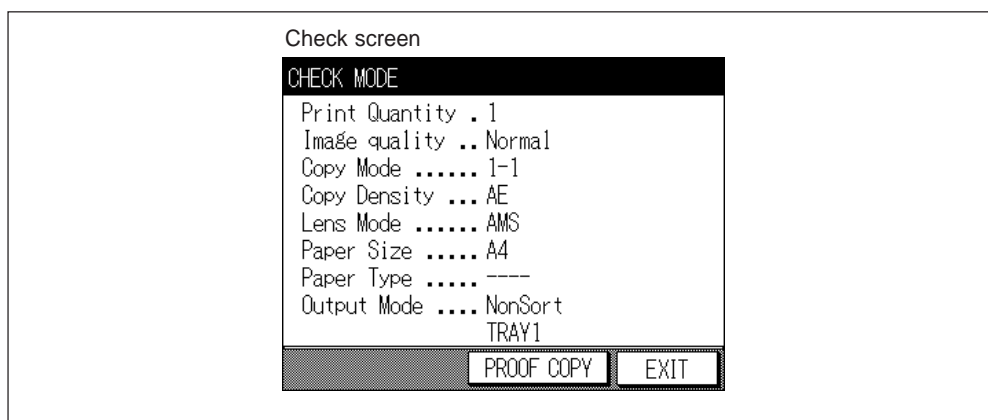 Check screen
CHECK MODE
Print Quantity . 1
Image quality .. Normal
Copy Mode ...... 1-1
Copy Density ... AE
Lens Mode ...... AMS
Paper Size ..... A4
Paper Type ..... ----
Output Mode .... NonSort
TRAY1
PROOF COPY EXIT